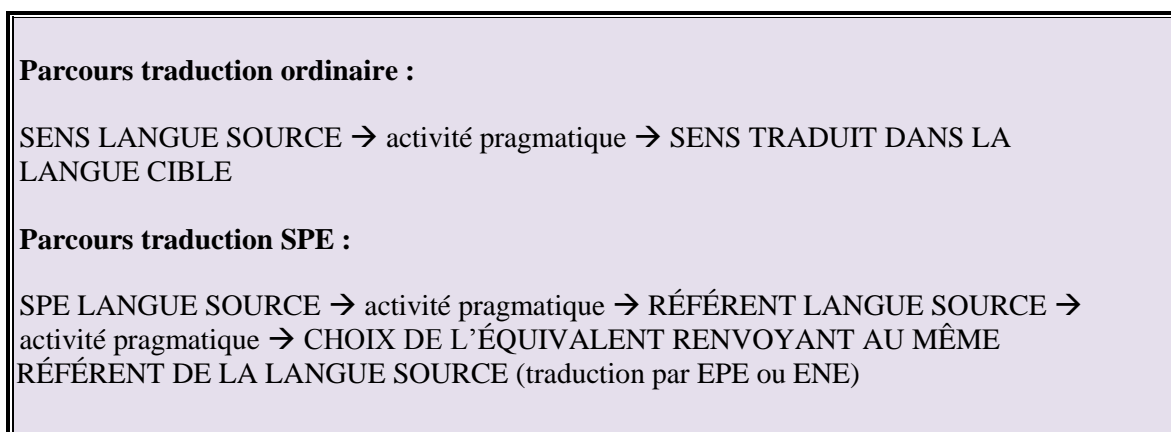 Parcours traduction ordinaire :
SENS LANGUE SOURCE → activité pragmatique → SENS TRADUIT DANS LA
LANGUE CIBLE
Parcours traduction SPE :
SPE LANGUE SOURCE → activité pragmatique → RÉFÉRENT LANGUE SOURCE →
activité pragmatique → CHOIX DE L’ÉQUIVALENT RENVOYANT AU MÊME
RÉFÉRENT DE LA LANGUE SOURCE (traduction par EPE ou ENE)